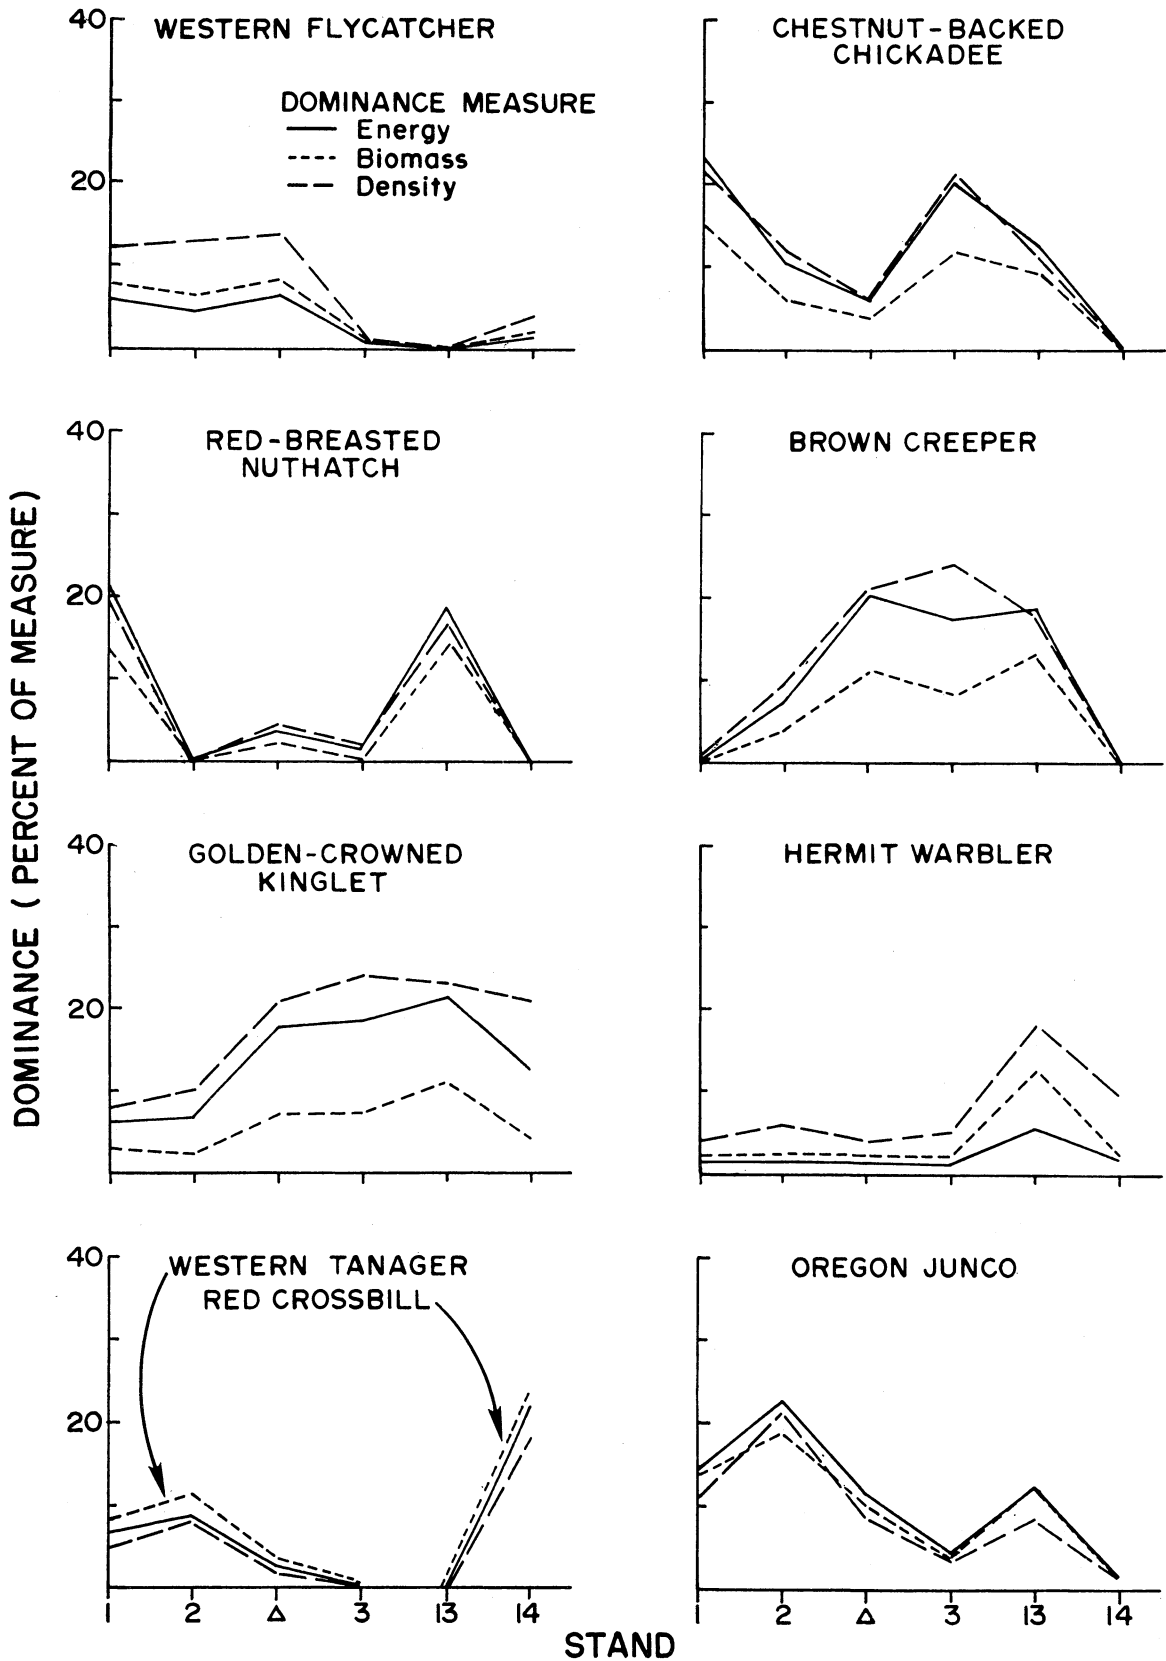 40
WESTERN FLYCATCHER
CHESTNUT-BACKED
CHICKADEE
DOMINANCE MEASURE
Energy
Biomass
Density
20
40
RED-BREASTED
NUTHATCH
BROWN CREEPER
20
DOMINANCE (PERCENT OF MEASURE)
40
GOLDEN-CROWNED
KINGLET
HERMIT WARBLER
20
40
WESTERN TANAGER
RED CROSSBILL
OREGON JUNCO
20
1 2 Δ 3 13 14
1 2 Δ 3 13 14
STAND